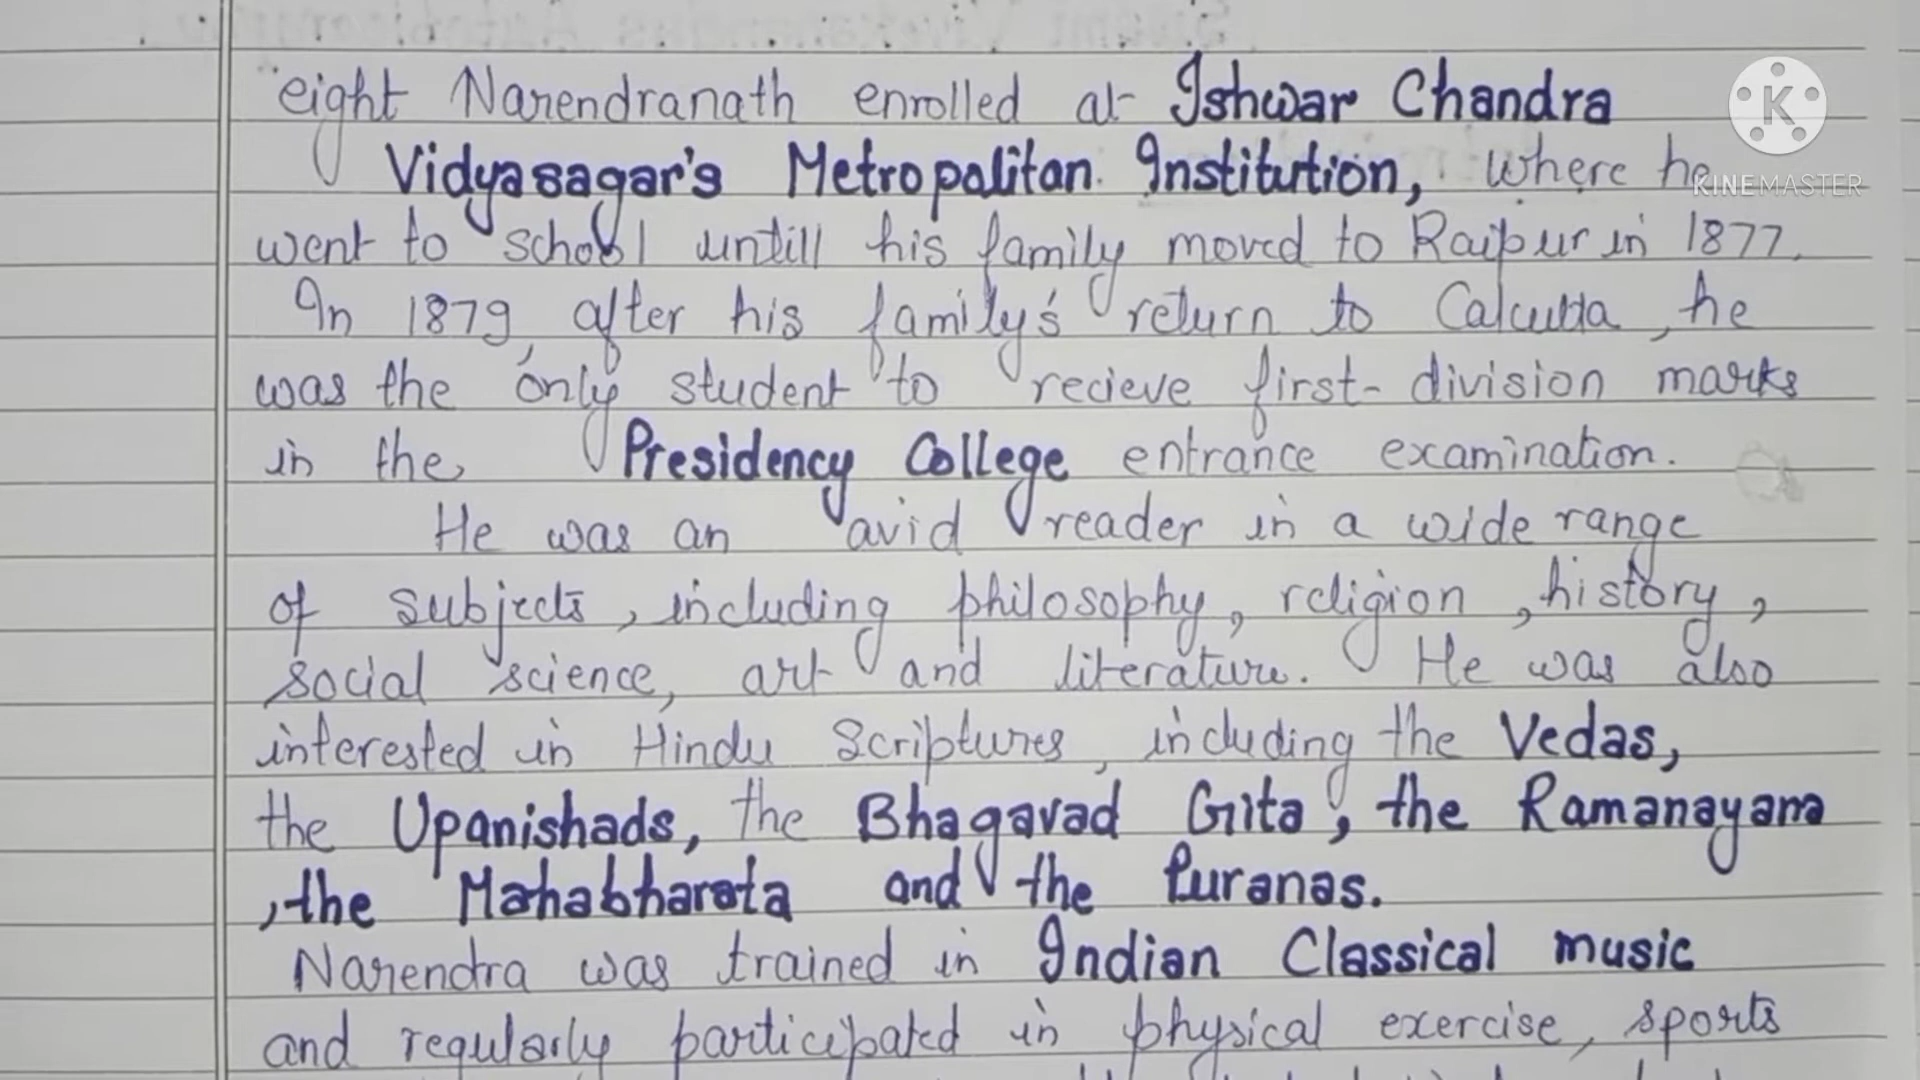 eight Narendranath enrolled at Ishwar Chandra
Vidyasagar's Metropolitan Institution, where he
KINEMASTER
went to school untill his family moved to Raipur in 1877.
In 1879, after his family's return to Calcutta, he
was the only student to recieve first-division marks
in the Presidency College entrance examination.
He was an avid reader in a wide range
of subjects, including philosophy, religion, history,
social science, art and literature. He was also
interested in Hindu Scriptures, including the Vedas,
the Upanishads, the Bhagavad Gita, the Ramanayana
, the Mahabharata and the Puranas.
Narendra was trained in Indian Classical music
and regularly participated in physical exercise, sports